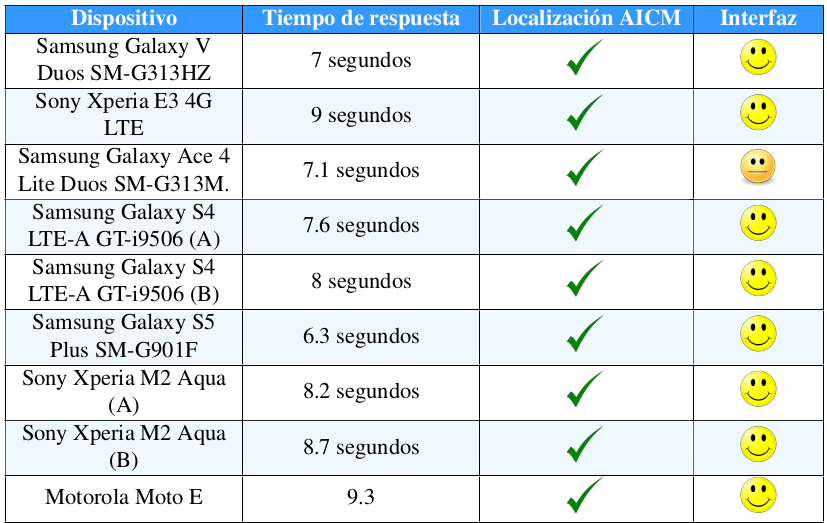 Dispositivo Tiempo de respuesta Localización AICM Interfaz
Samsung Galaxy V
Duos SM-G313HZ
7 segundos
Sony Xperia E3 4G
LTE
9 segundos
Samsung Galaxy Ace 4
Lite Duos SM-G313M.
7.1 segundos
Samsung Galaxy S4
LTE-A GT-i9506 (A)
7.6 segundos
Samsung Galaxy S4
LTE-A GT-i9506 (B)
8 segundos
Samsung Galaxy S5
Plus SM-G901F
6.3 segundos
Sony Xperia M2 Aqua
(A)
8.2 segundos
Sony Xperia M2 Aqua
(B)
8.7 segundos
Motorola Moto E 9.3